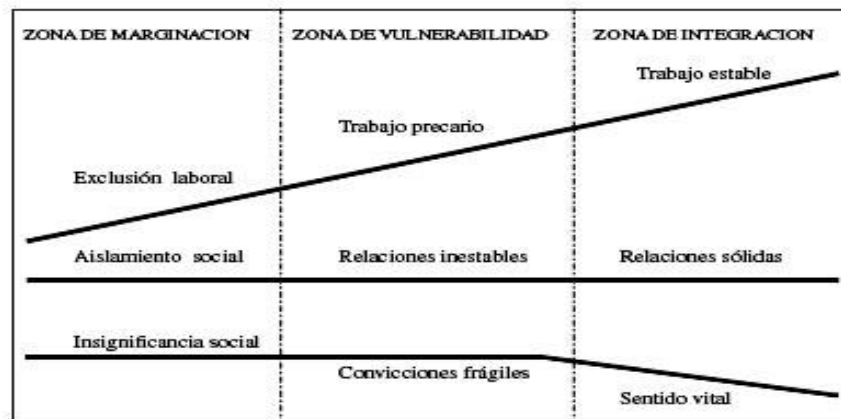 ZONA DE MARGINACION ZONA DE VULNERABILIDAD ZONA DE INTEGRACION
Trabajo estable
Trabajo precario
Exclusión laboral
Aislamiento social Relaciones inestables Relaciones sólidas
Insignificancia social
Convicciones frágiles
Sentido vital